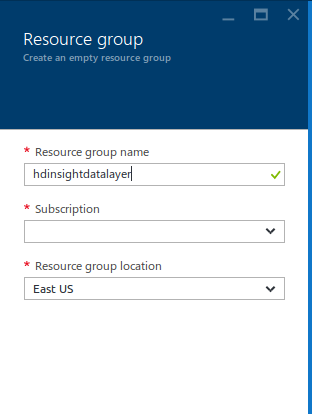 Resource group
Create an empty resource group
* Resource group name
hdinsightdatalayer
* Subscription
* Resource group location
East US